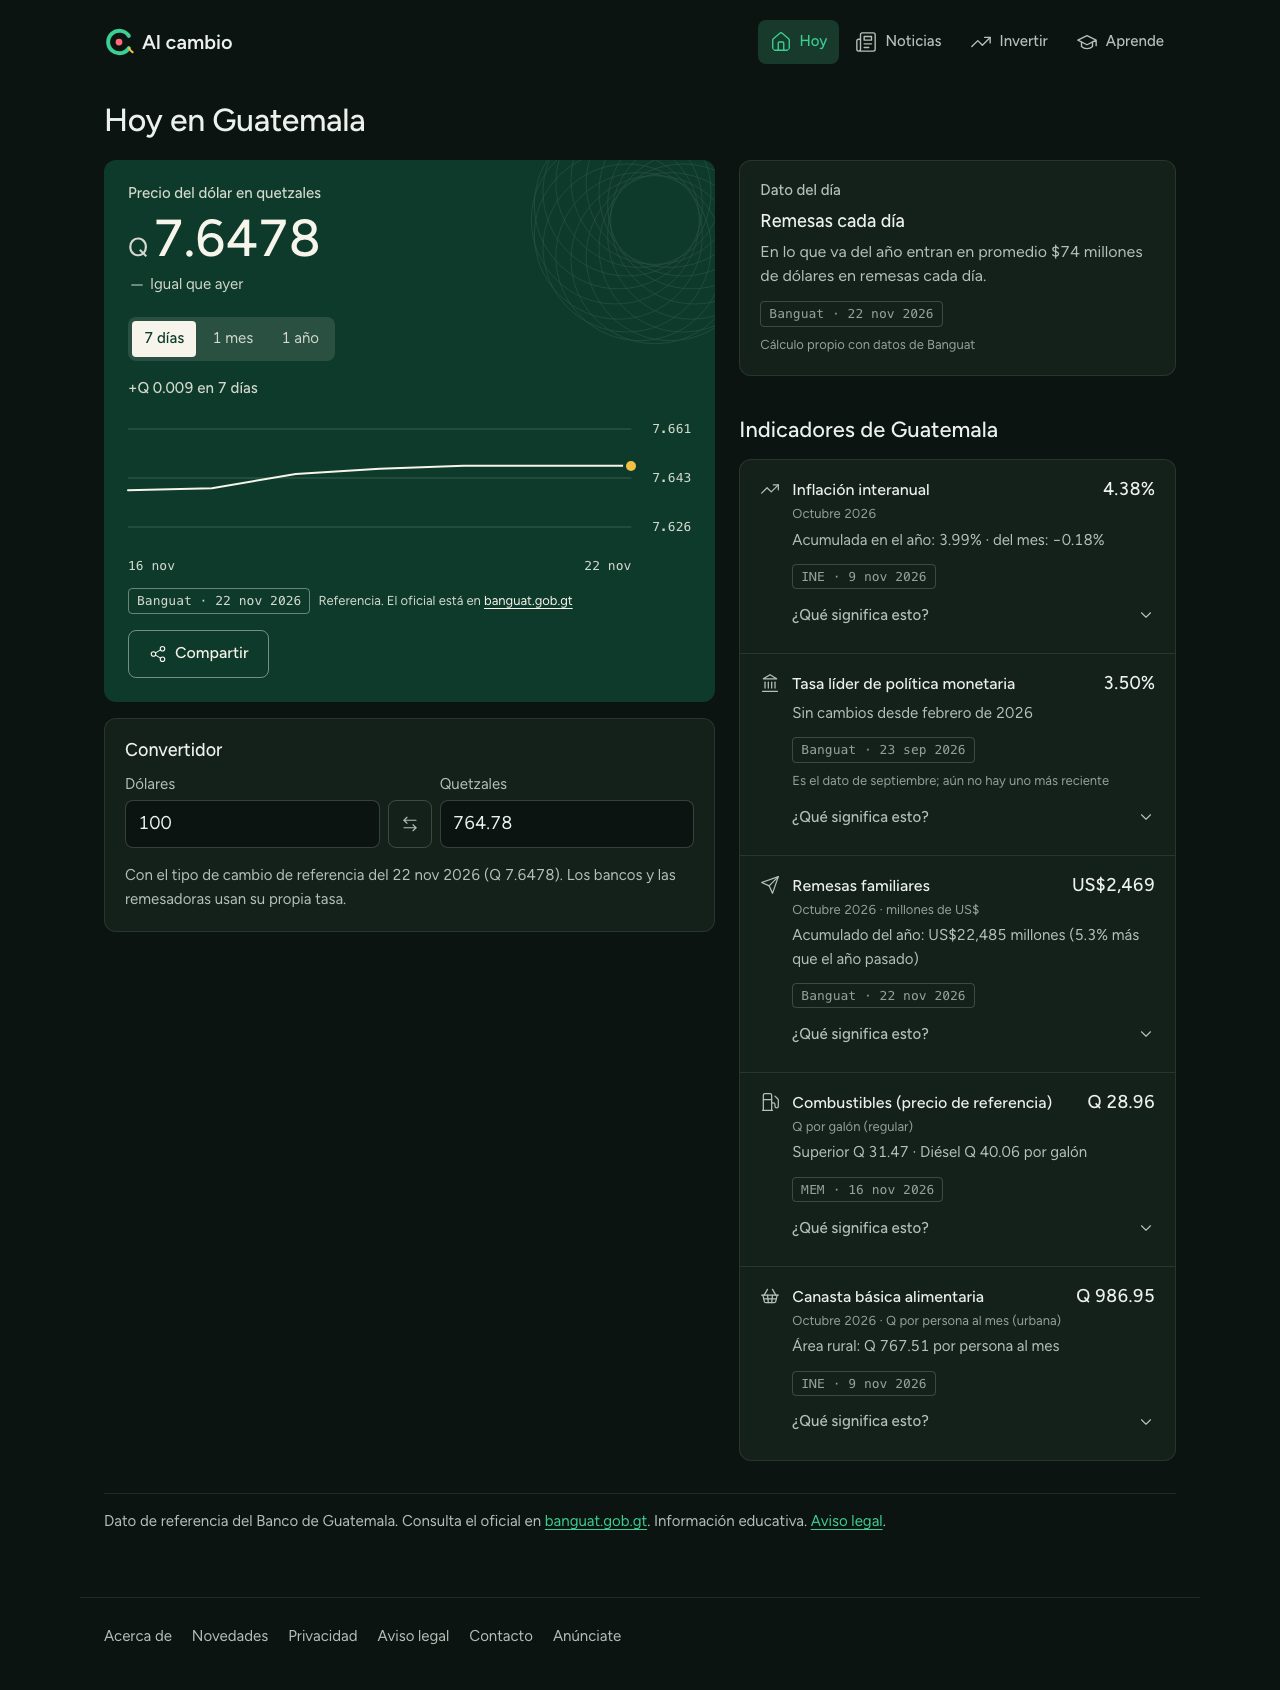 Al cambio
Hoy
Noticias
Invertir
Aprende
Hoy en Guatemala
Precio del dólar en quetzales
Q 7.6478
— Igual que ayer
7 días
1 mes
1 año
+Q 0.009 en 7 días
7.661
7.643
7.626
16 nov
22 nov
Banguat · 22 nov 2026
Referencia. El oficial está en banguat.gob.gt
Compartir
Convertidor
Dólares
Quetzales
100
764.78
Con el tipo de cambio de referencia del 22 nov 2026 (Q 7.6478). Los bancos y las
remesadoras usan su propia tasa.
Dato del día
Remesas cada día
En lo que va del año entran en promedio $74 millones
de dólares en remesas cada día.
Banguat · 22 nov 2026
Cálculo propio con datos de Banguat
Indicadores de Guatemala
Inflación interanual
4.38%
Octubre 2026
Acumulada en el año: 3.99% · del mes: −0.18%
INE · 9 nov 2026
¿Qué significa esto?
Tasa líder de política monetaria
3.50%
Sin cambios desde febrero de 2026
Banguat · 23 sep 2026
Es el dato de septiembre; aún no hay uno más reciente
¿Qué significa esto?
Remesas familiares
US$2,469
Octubre 2026 · millones de US$
Acumulado del año: US$22,485 millones (5.3% más
que el año pasado)
Banguat · 22 nov 2026
¿Qué significa esto?
Combustibles (precio de referencia)
Q 28.96
Q por galón (regular)
Superior Q 31.47 · Diésel Q 40.06 por galón
MEM · 16 nov 2026
¿Qué significa esto?
Canasta básica alimentaria
Q 986.95
Octubre 2026 · Q por persona al mes (urbana)
Área rural: Q 767.51 por persona al mes
INE · 9 nov 2026
¿Qué significa esto?
Dato de referencia del Banco de Guatemala. Consulta el oficial en banguat.gob.gt. Información educativa. Aviso legal.
Acerca de
Novedades
Privacidad
Aviso legal
Contacto
Anúnciate